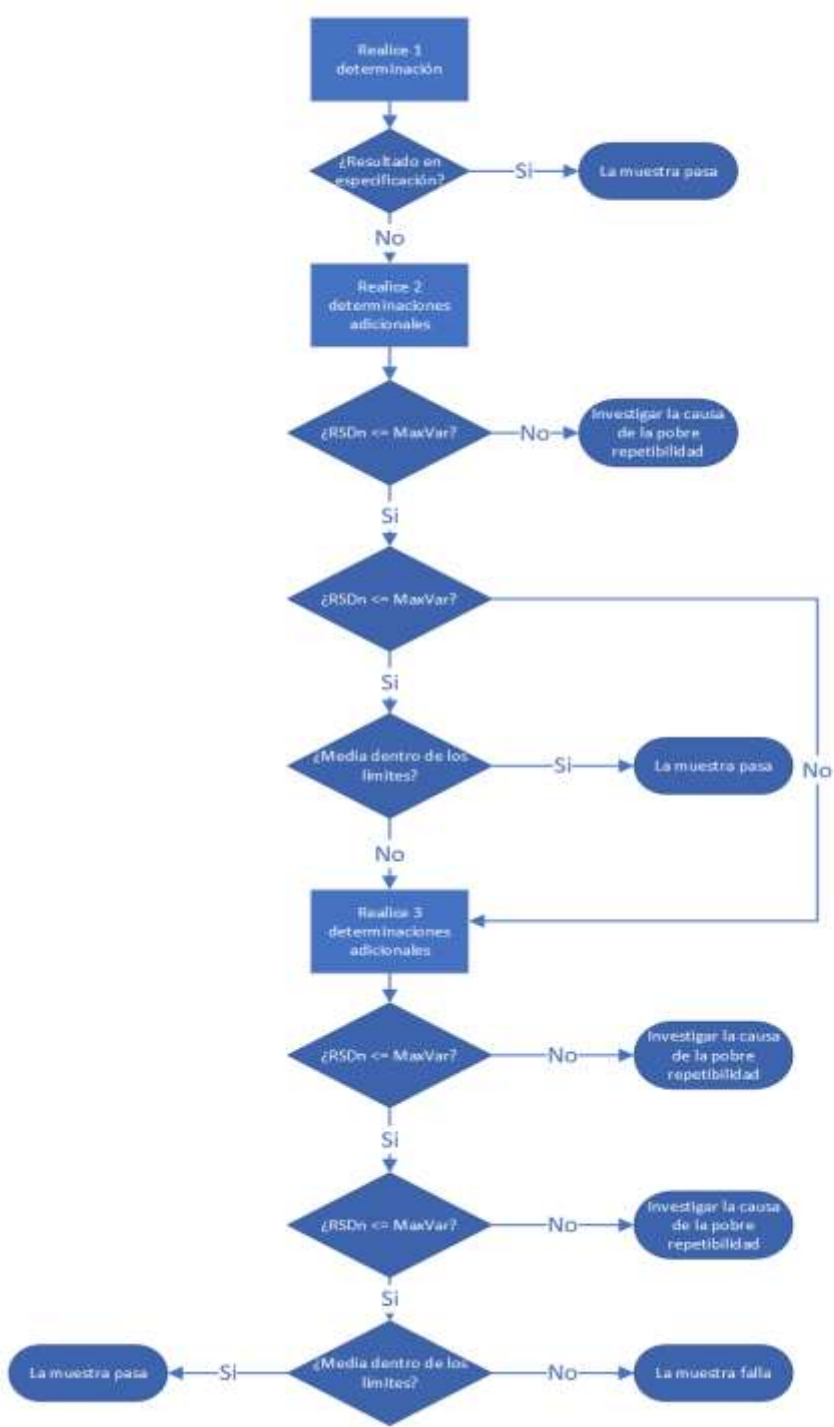 Realice 1
determinación
¿Resultado en
especificación?
Si
La muestra pasa
No
Realice 2
determinaciones
adicionales
¿RSDn <= MaxVar?
No
Investigar la causa
de la pobre
repetibilidad
Si
¿RSDn <= MaxVar?
No
Si
¿Media dentro de los
limites?
Si
La muestra pasa
No
Realice 3
determinaciones
adicionales
¿RSDn <= MaxVar?
No
Investigar la causa
de la pobre
repetibilidad
Si
¿RSDn <= MaxVar?
No
Investigar la causa
de la pobre
repetibilidad
Si
¿Media dentro de los
limites?
Si
La muestra pasa
No
La muestra falla